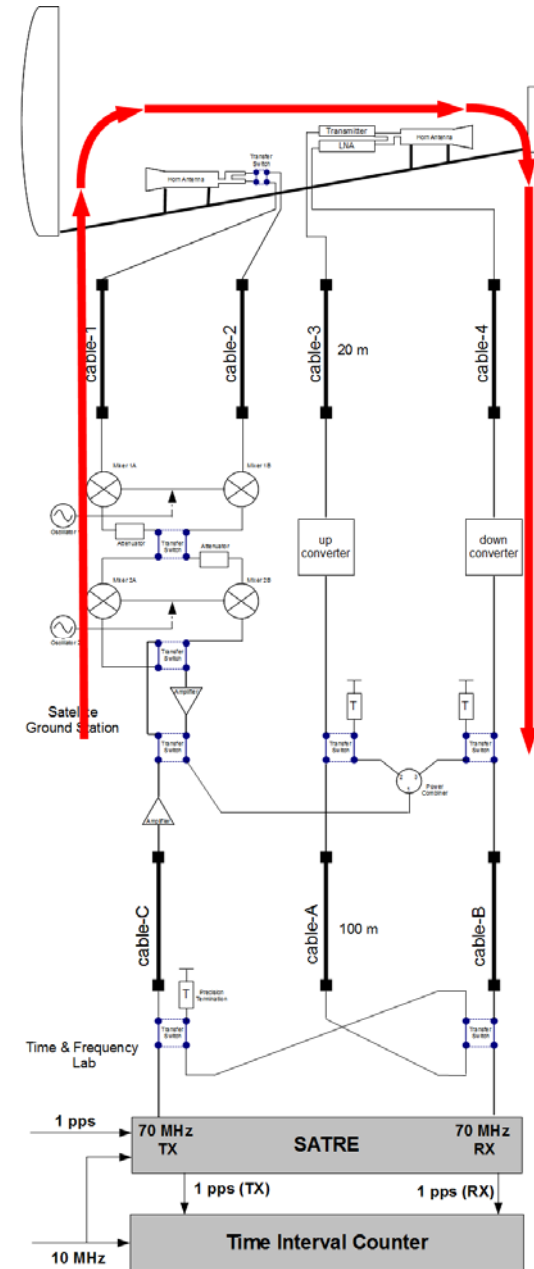 Transfer
Switch
Horn Antenna
Transmitter
LNA
Horn Antenna
cable-1
cable-2
cable-3
20 m
cable-4
Mixer 1A
Mixer 1B
Oscillator
Attenuator
Transfer
Switch
Attenuator
up
converter
down
converter
Mixer 2A
Mixer 2B
Oscillator 2
Transfer
Switch
Amplifier
Satellite
Ground Station
T
T
Transfer
Switch
Transfer
Switch
Transfer
Switch
2
3
1
Power
Combiner
Amplifier
cable-C
cable-A
100 m
cable-B
T
Precision
Termination
Transfer
Switch
Transfer
Switch
Time & Frequency
Lab
1 pps
70 MHz
TX
SATRE
70 MHz
RX
1 pps (TX)
1 pps (RX)
Time Interval Counter
10 MHz